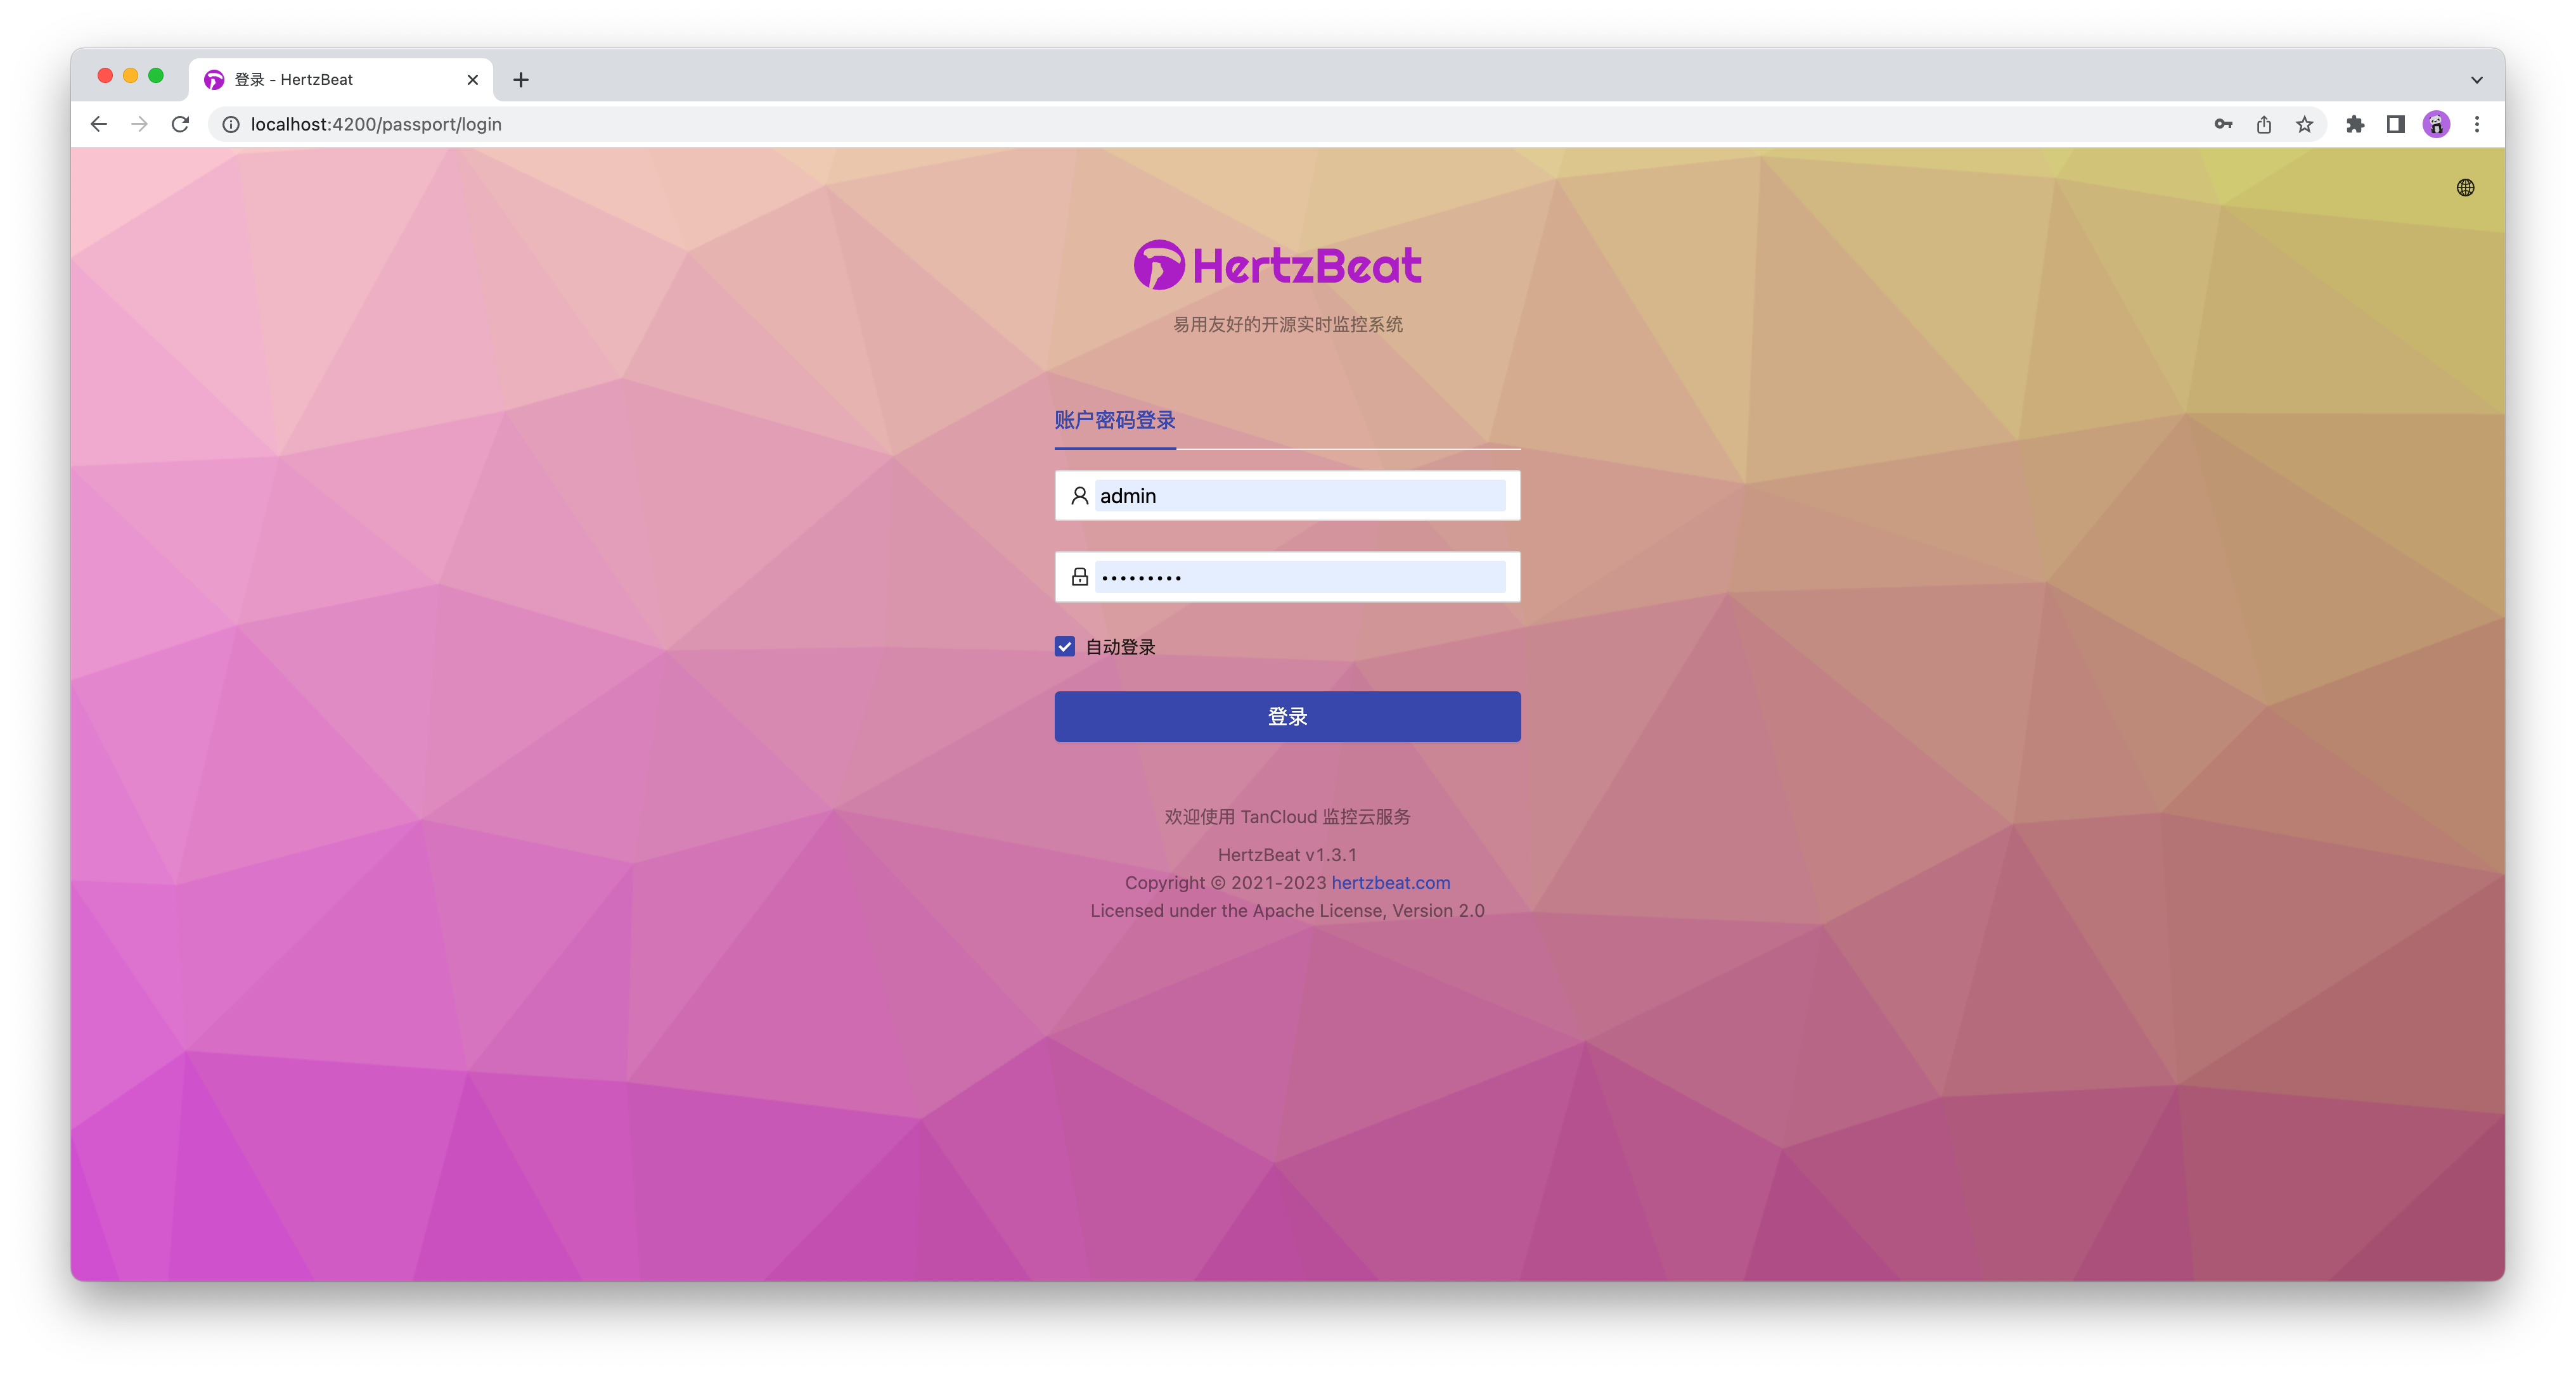 登录 - HertzBeat
localhost:4200/passport/login
HertzBeat
易用友好的开源实时监控系统
账户密码登录
admin
•••••••••
自动登录
登录
欢迎使用 TanCloud 监控云服务
HertzBeat v1.3.1
Copyright © 2021-2023 hertzbeat.com
Licensed under the Apache License, Version 2.0